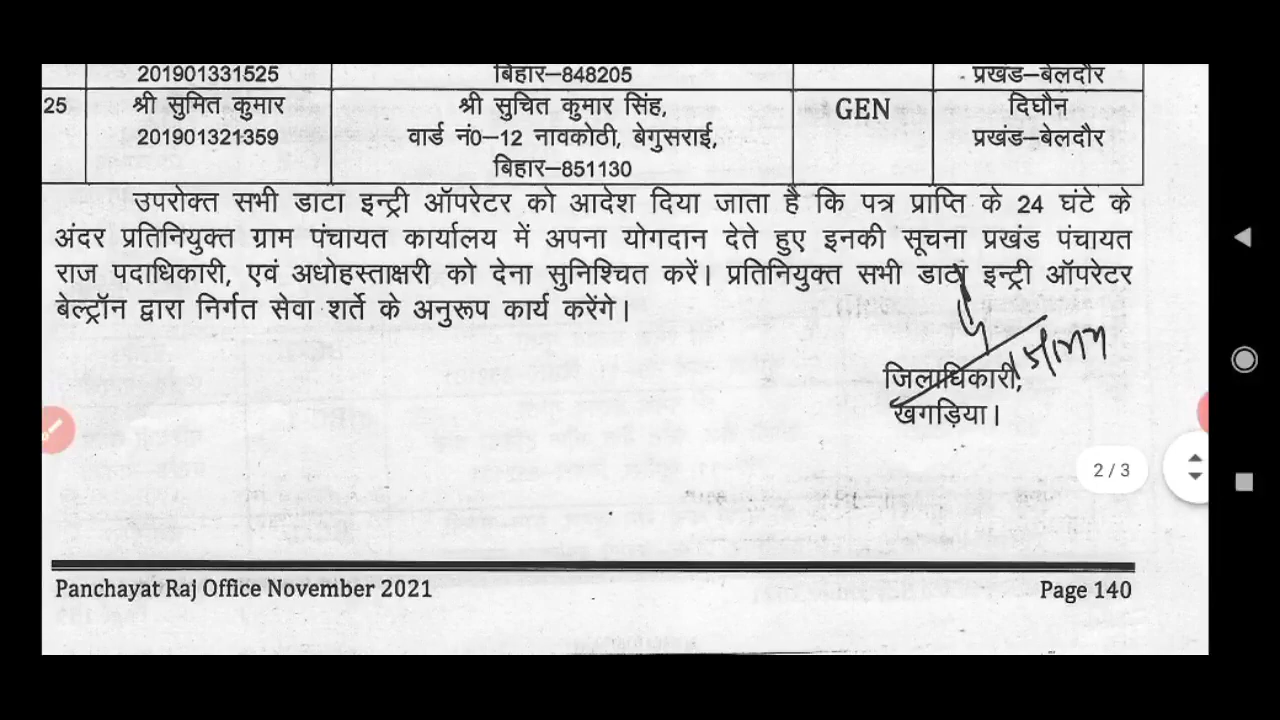 201901331525 बिहार–848205 प्रखंड–बेलदौर
25 श्री सुमित कुमार श्री सुचित कुमार सिंह, GEN दिघौन
201901321359 वार्ड नं0–12 नावकोठी, बेगुसराई, प्रखंड–बेलदौर
बिहार–851130
उपरोक्त सभी डाटा इन्ट्री ऑपरेटर को आदेश दिया जाता है कि पत्र प्राप्ति के 24 घंटे के
अंदर प्रतिनियुक्त ग्राम पंचायत कार्यालय में अपना योगदान देते हुए इनकी सूचना प्रखंड पंचायत
राज पदाधिकारी, एवं अधोहस्ताक्षरी को देना सुनिश्चित करें। प्रतिनियुक्त सभी डाटा इन्ट्री ऑपरेटर
बेल्ट्रॉन द्वारा निर्गत सेवा शर्ते के अनुरूप कार्य करेंगे।
जिलाधिकारी,
खगड़िया।
2 / 3
Panchayat Raj Office November 2021 Page 140